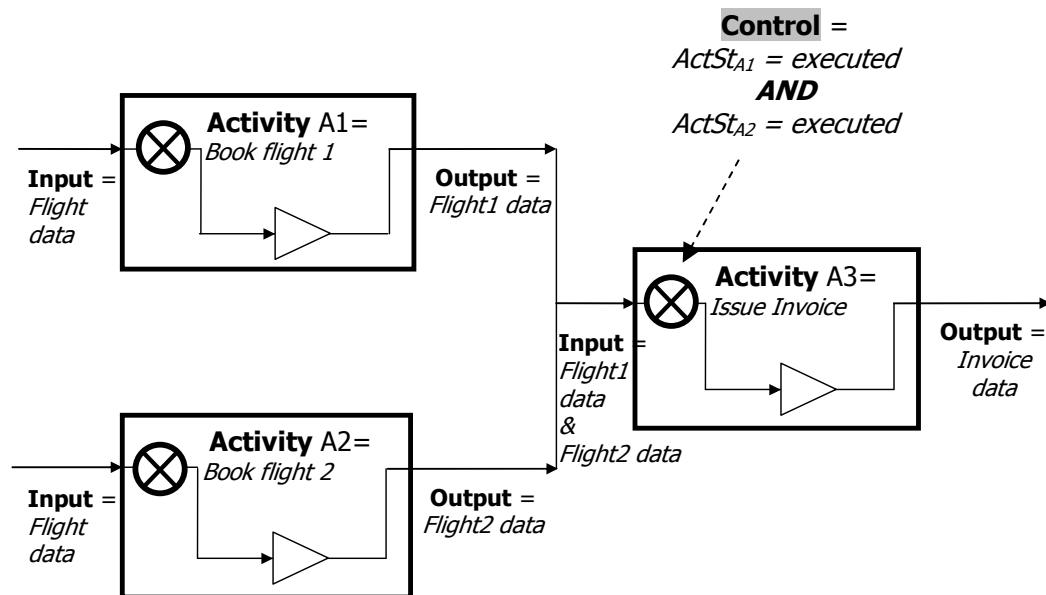 Control =
ActStA1 = executed
AND
ActStA2 = executed
Activity A1=
Book flight 1
Input =
Flight
data
Output =
Flight1 data
Activity A3=
Issue Invoice
Input =
Flight1
data
&
Flight2 data
Output =
Invoice
data
Activity A2=
Book flight 2
Input =
Flight
data
Output =
Flight2 data